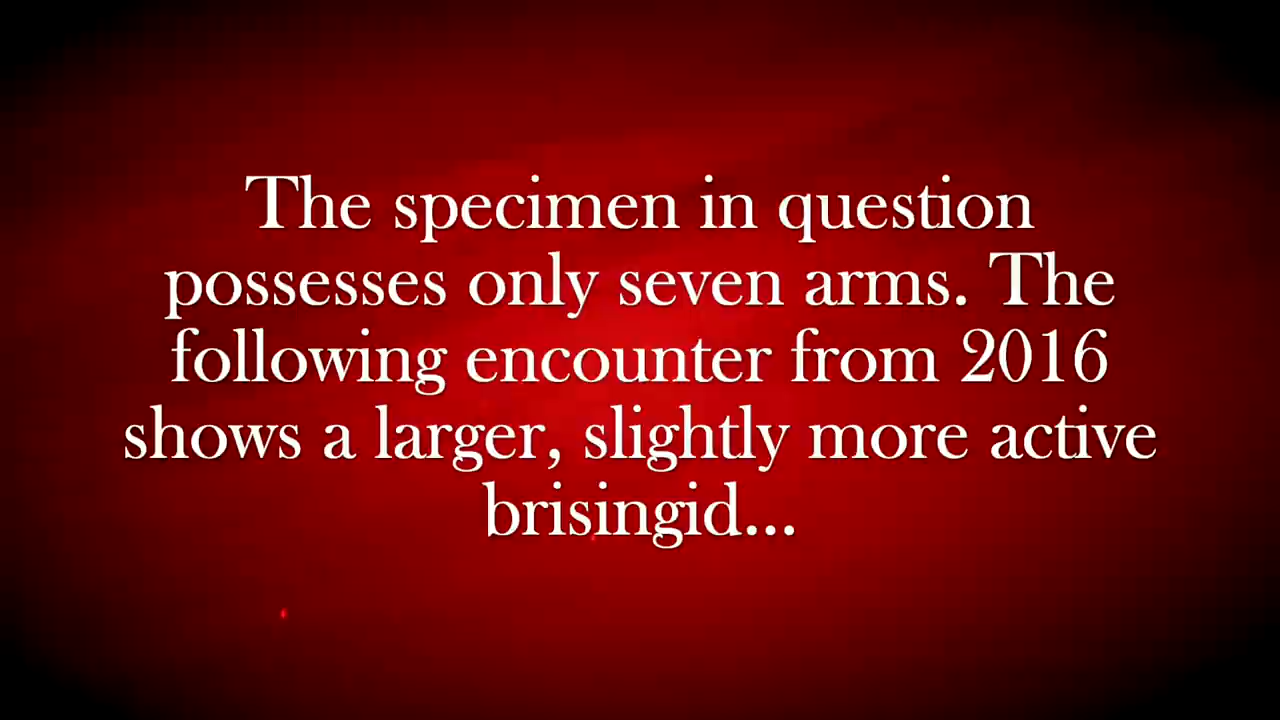 The specimen in question
possesses only seven arms. The
following encounter from 2016
shows a larger, slightly more active
brisingid...